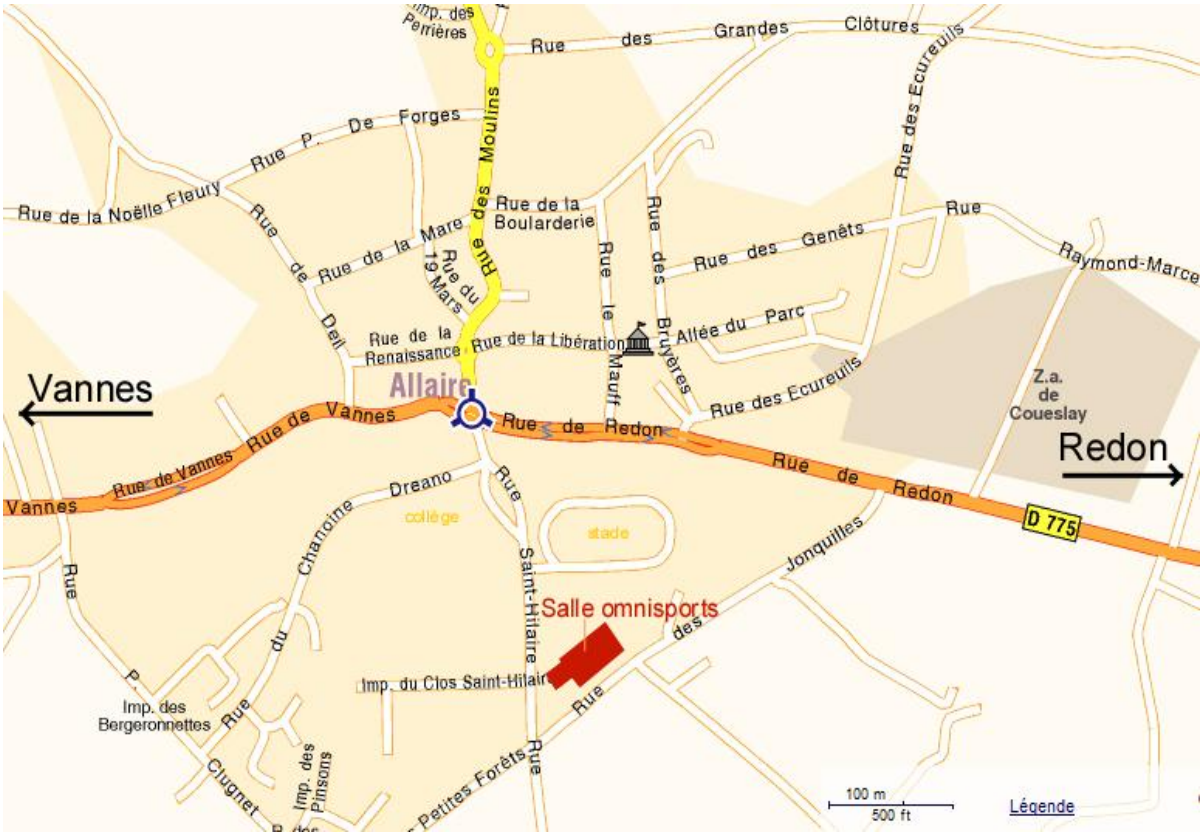 Imp. des
Perrières
Rue des Grandes Clôtures
Rue des Ecureuils
Rue des Moulins
Rue P. De Forges
Rue de la Noëlle Fleury
Rue de la
Boularderie
Rue de la Mare
Rue de Deil
Rue du
19 Mars
Rue le Mauff
Rue des Bruyères
Rue des Genêts
Rue Raymond-Marce
Rue de la
Renaissance
Rue de la Libération
Allée du Parc
Allaire
Vannes
Rue des Ecureuils
Z.a.
de
Coueslay
Redon
Rue de Vannes
Rue de Redon
Rue de Vannes
Vannes
Rue de Redon
D 775
Rue du Chanoine Dreano
collège
stade
Rue Saint-Hilaire
Rue des Jonquilles
Salle omnisports
Imp. du Clos Saint-Hilair
Rue P. Clugnet
Imp. des
Bergeronnettes
Imp. des
Pinsons
Rue
Petites Forêts
R. des
100 m
500 ft
Légende